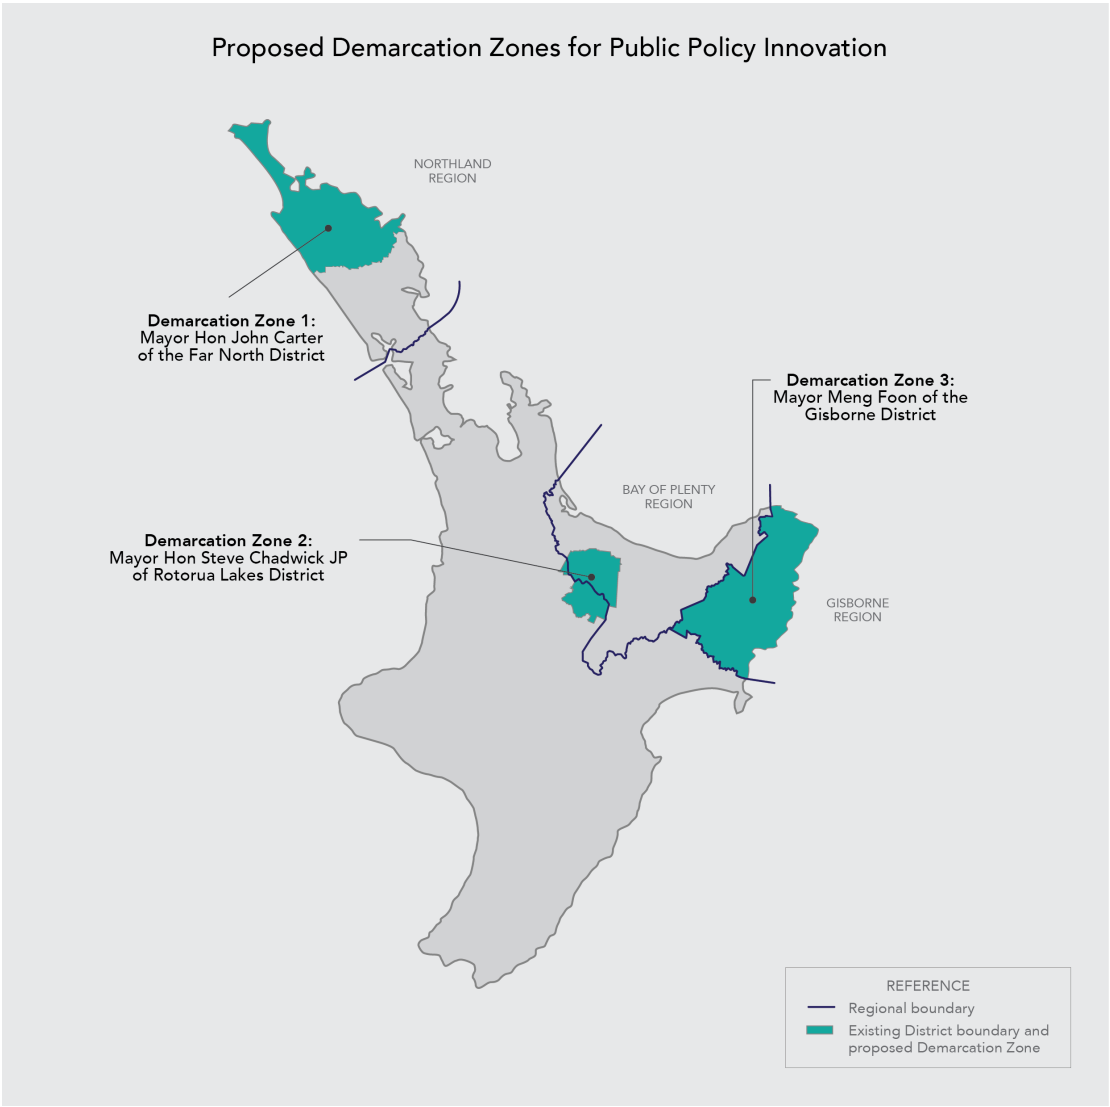 Proposed Demarcation Zones for Public Policy Innovation
NORTHLAND
REGION
Demarcation Zone 1:
Mayor Hon John Carter
of the Far North District
Demarcation Zone 3:
Mayor Meng Foon of the
Gisborne District
BAY OF PLENTY
REGION
Demarcation Zone 2:
Mayor Hon Steve Chadwick JP
of Rotorua Lakes District
GISBORNE
REGION
REFERENCE
Regional boundary
Existing District boundary and
proposed Demarcation Zone